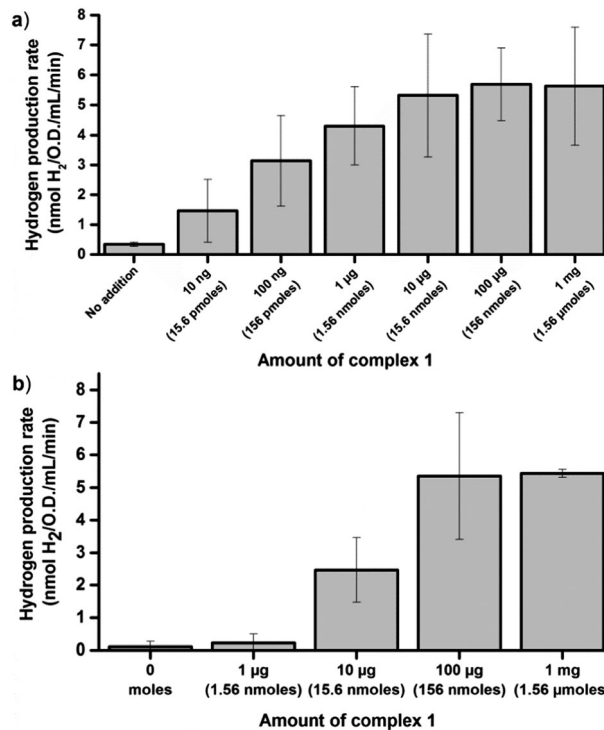 a)
Hydrogen production rate
(nmol H2/O.D./mL/min)
8
7
6
5
4
3
2
1
0
No addition
10 ng
(15.6 pmoles)
100 ng
(156 pmoles)
1 µg
(1.56 nmoles)
10 µg
(15.6 nmoles)
100 µg
(156 nmoles)
1 mg
(1.56 µmoles)
Amount of complex 1
b)
Hydrogen production rate
(nmol H2/O.D./mL/min)
8
7
6
5
4
3
2
1
0
0
moles
1 µg
(1.56 nmoles)
10 µg
(15.6 nmoles)
100 µg
(156 nmoles)
1 mg
(1.56 µmoles)
Amount of complex 1